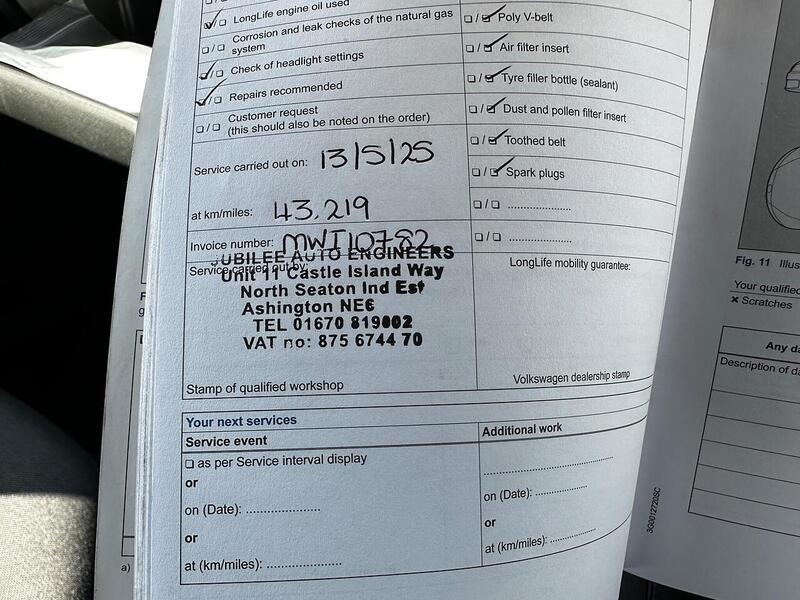 LongLife engine oil used
Corrosion and leak checks of the natural gas
system
Check of headlight settings
Repairs recommended
Customer request
(this should also be noted on the order)
Service carried out on: 13/5/25
at km/miles: 43,219
Invoice number: MWI10782
Service carried out by:
JUBILEE AUTO ENGINEERS
Unit 11 Castle Island Way
North Seaton Ind Est
Ashington NE6
TEL 01670 819002
VAT no: 875 6744 70
Stamp of qualified workshop
Poly V-belt
Air filter insert
Tyre filler bottle (sealant)
Dust and pollen filter insert
Toothed belt
Spark plugs
LongLife mobility guarantee:
Volkswagen dealership stamp
Your next services
Service event
as per Service interval display
or
on (Date): .....................
or
at (km/miles): .....................
Additional work
on (Date): ...............
or
at (km/miles): ...............
a)
3G0012720SC
Fig. 11 Illus
Your qualified
× Scratches
Any da
Description of da